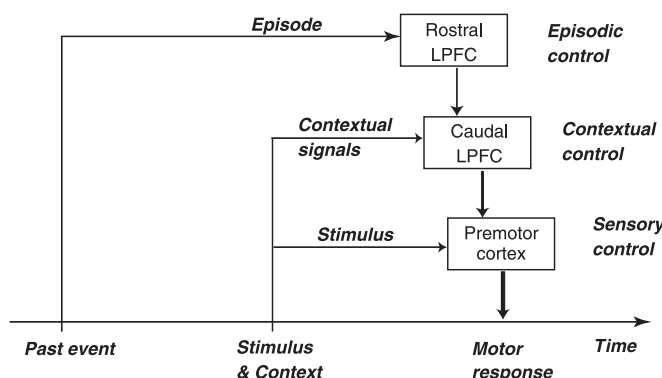 Episode
Rostral
LPFC
Episodic
control
Contextual
signals
Caudal
LPFC
Contextual
control
Stimulus
Premotor
cortex
Sensory
control
Past event
Stimulus
& Context
Motor
response
Time